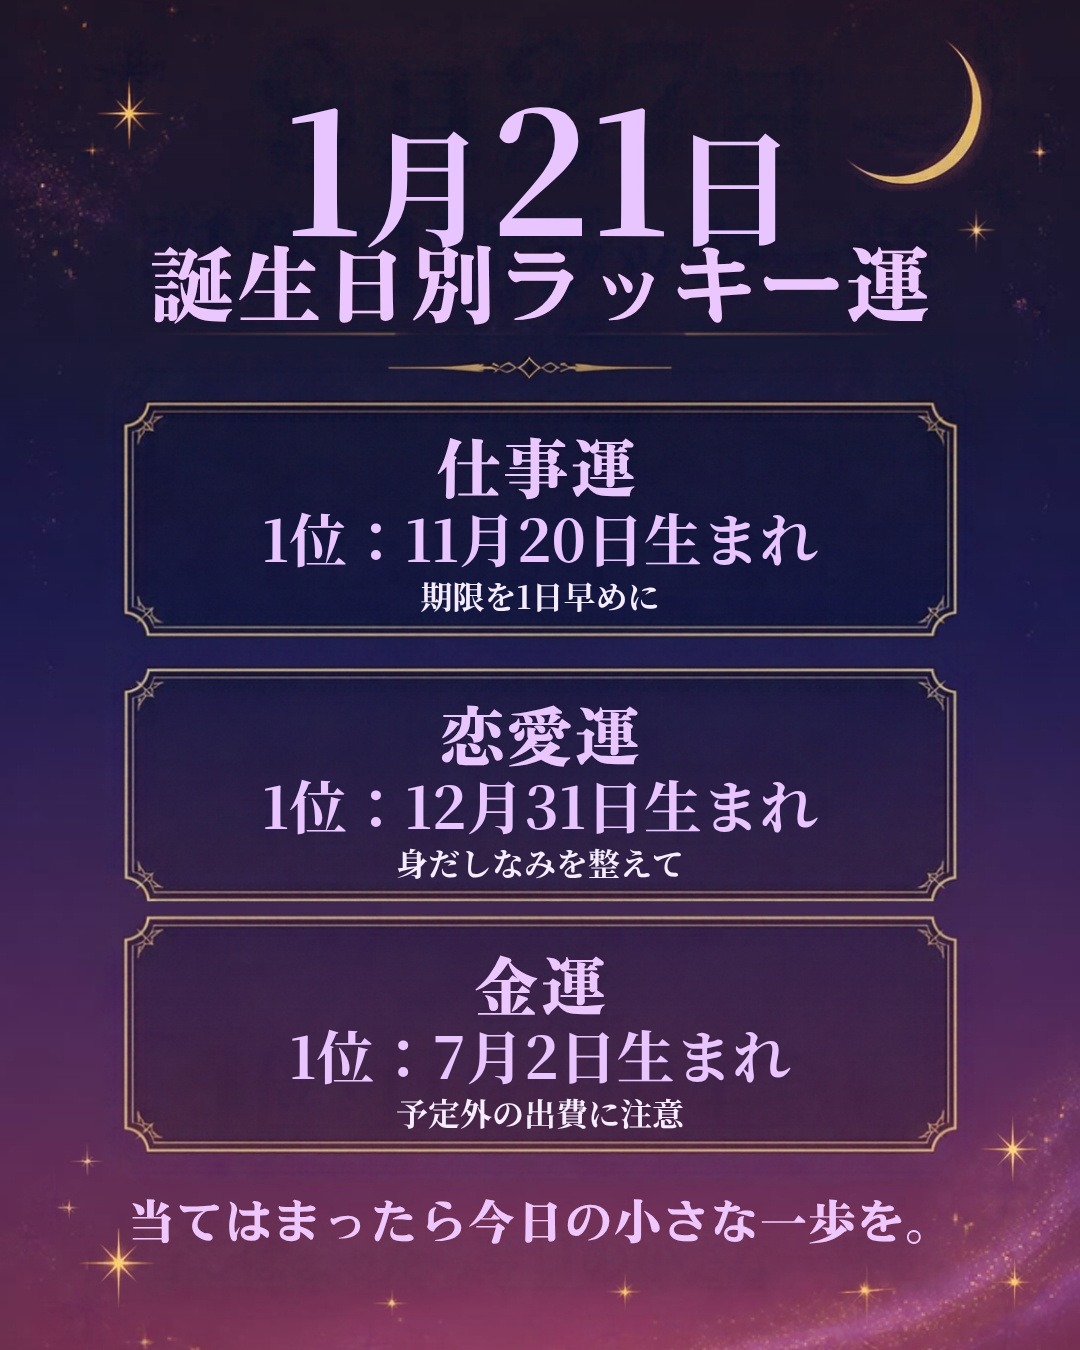 1月21日
誕生日別ラッキー運
仕事運
1位：11月20日生まれ
期限を1日早めに
恋愛運
1位：12月31日生まれ
身だしなみを整えて
金運
1位：7月2日生まれ
予定外の出費に注意
当てはまったら今日の小さな一歩を。